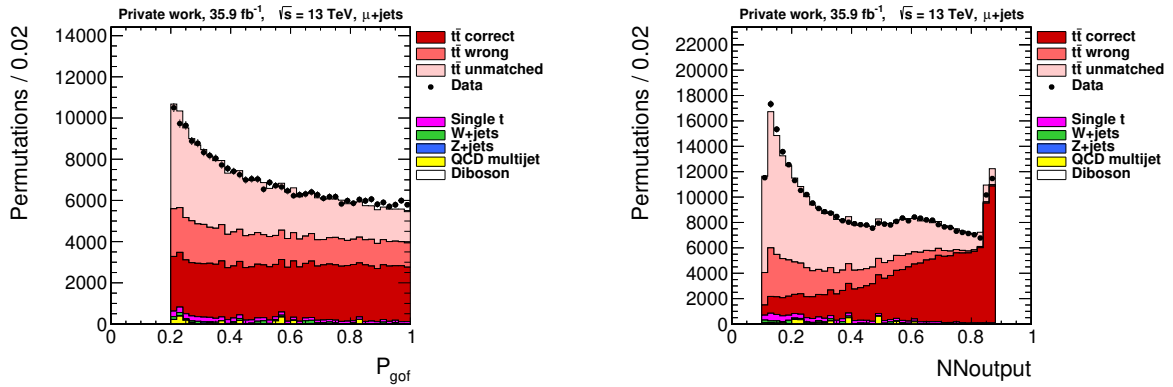 Private work, 35.9 fb⁻¹, √s = 13 TeV, μ+jets
Permutations / 0.02
14000
12000
10000
8000
6000
4000
2000
0
0 0.2 0.4 0.6 0.8 1
P_gof
tt̄ correct
tt̄ wrong
tt̄ unmatched
Data
Single t
W+jets
Z+jets
QCD multijet
Diboson
Private work, 35.9 fb⁻¹, √s = 13 TeV, μ+jets
Permutations / 0.02
22000
20000
18000
16000
14000
12000
10000
8000
6000
4000
2000
0
0 0.2 0.4 0.6 0.8 1
NNoutput
tt̄ correct
tt̄ wrong
tt̄ unmatched
Data
Single t
W+jets
Z+jets
QCD multijet
Diboson